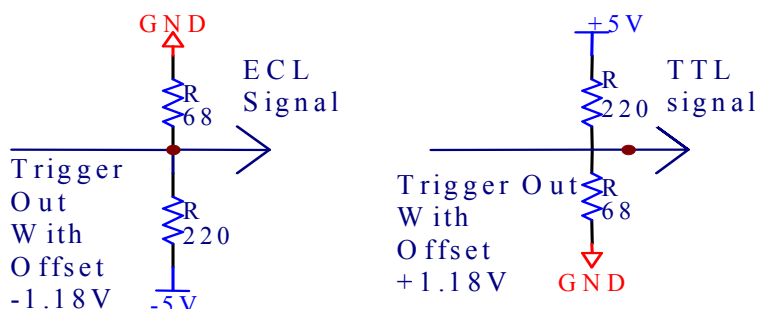 GND
R
68
ECL
Signal
Trigger
Out
With
Offset
-1.18V
R
220
-5V
+5V
R
220
TTL
signal
Trigger Out
With
Offset
+1.18V
R
68
GND